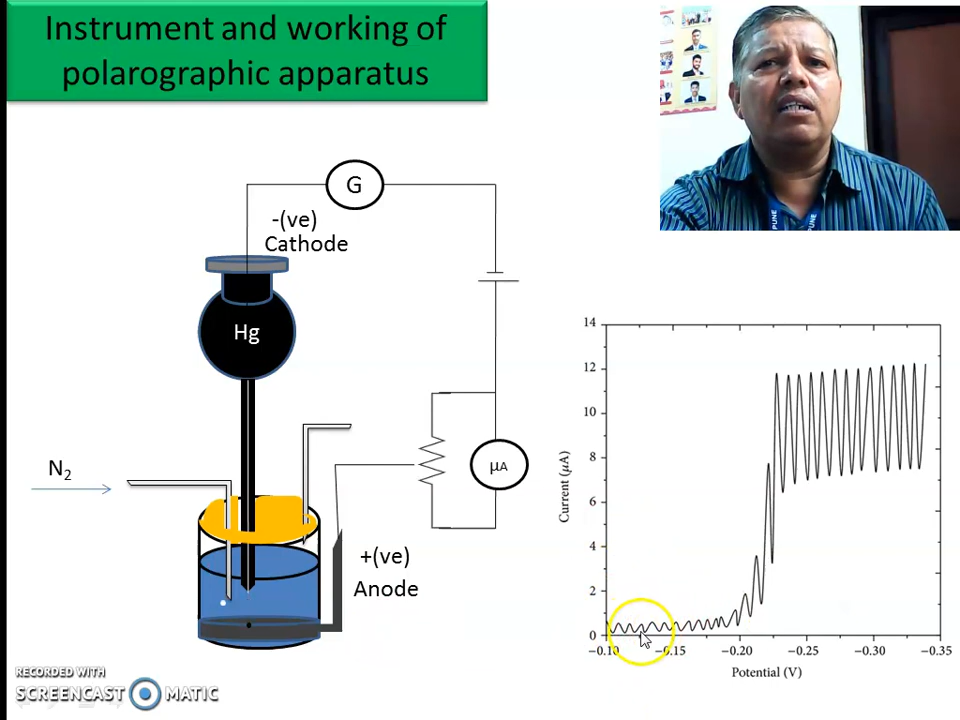 Instrument and working of
polarographic apparatus
PUNE
PUNE
G
-(ve)
Cathode
Hg
N2
μA
+(ve)
Anode
14
12
10
8
6
4
2
0
Current (μA)
−0.10
−0.15
−0.20
−0.25
−0.30
−0.35
Potential (V)
RECORDED WITH
SCREENCAST MATIC